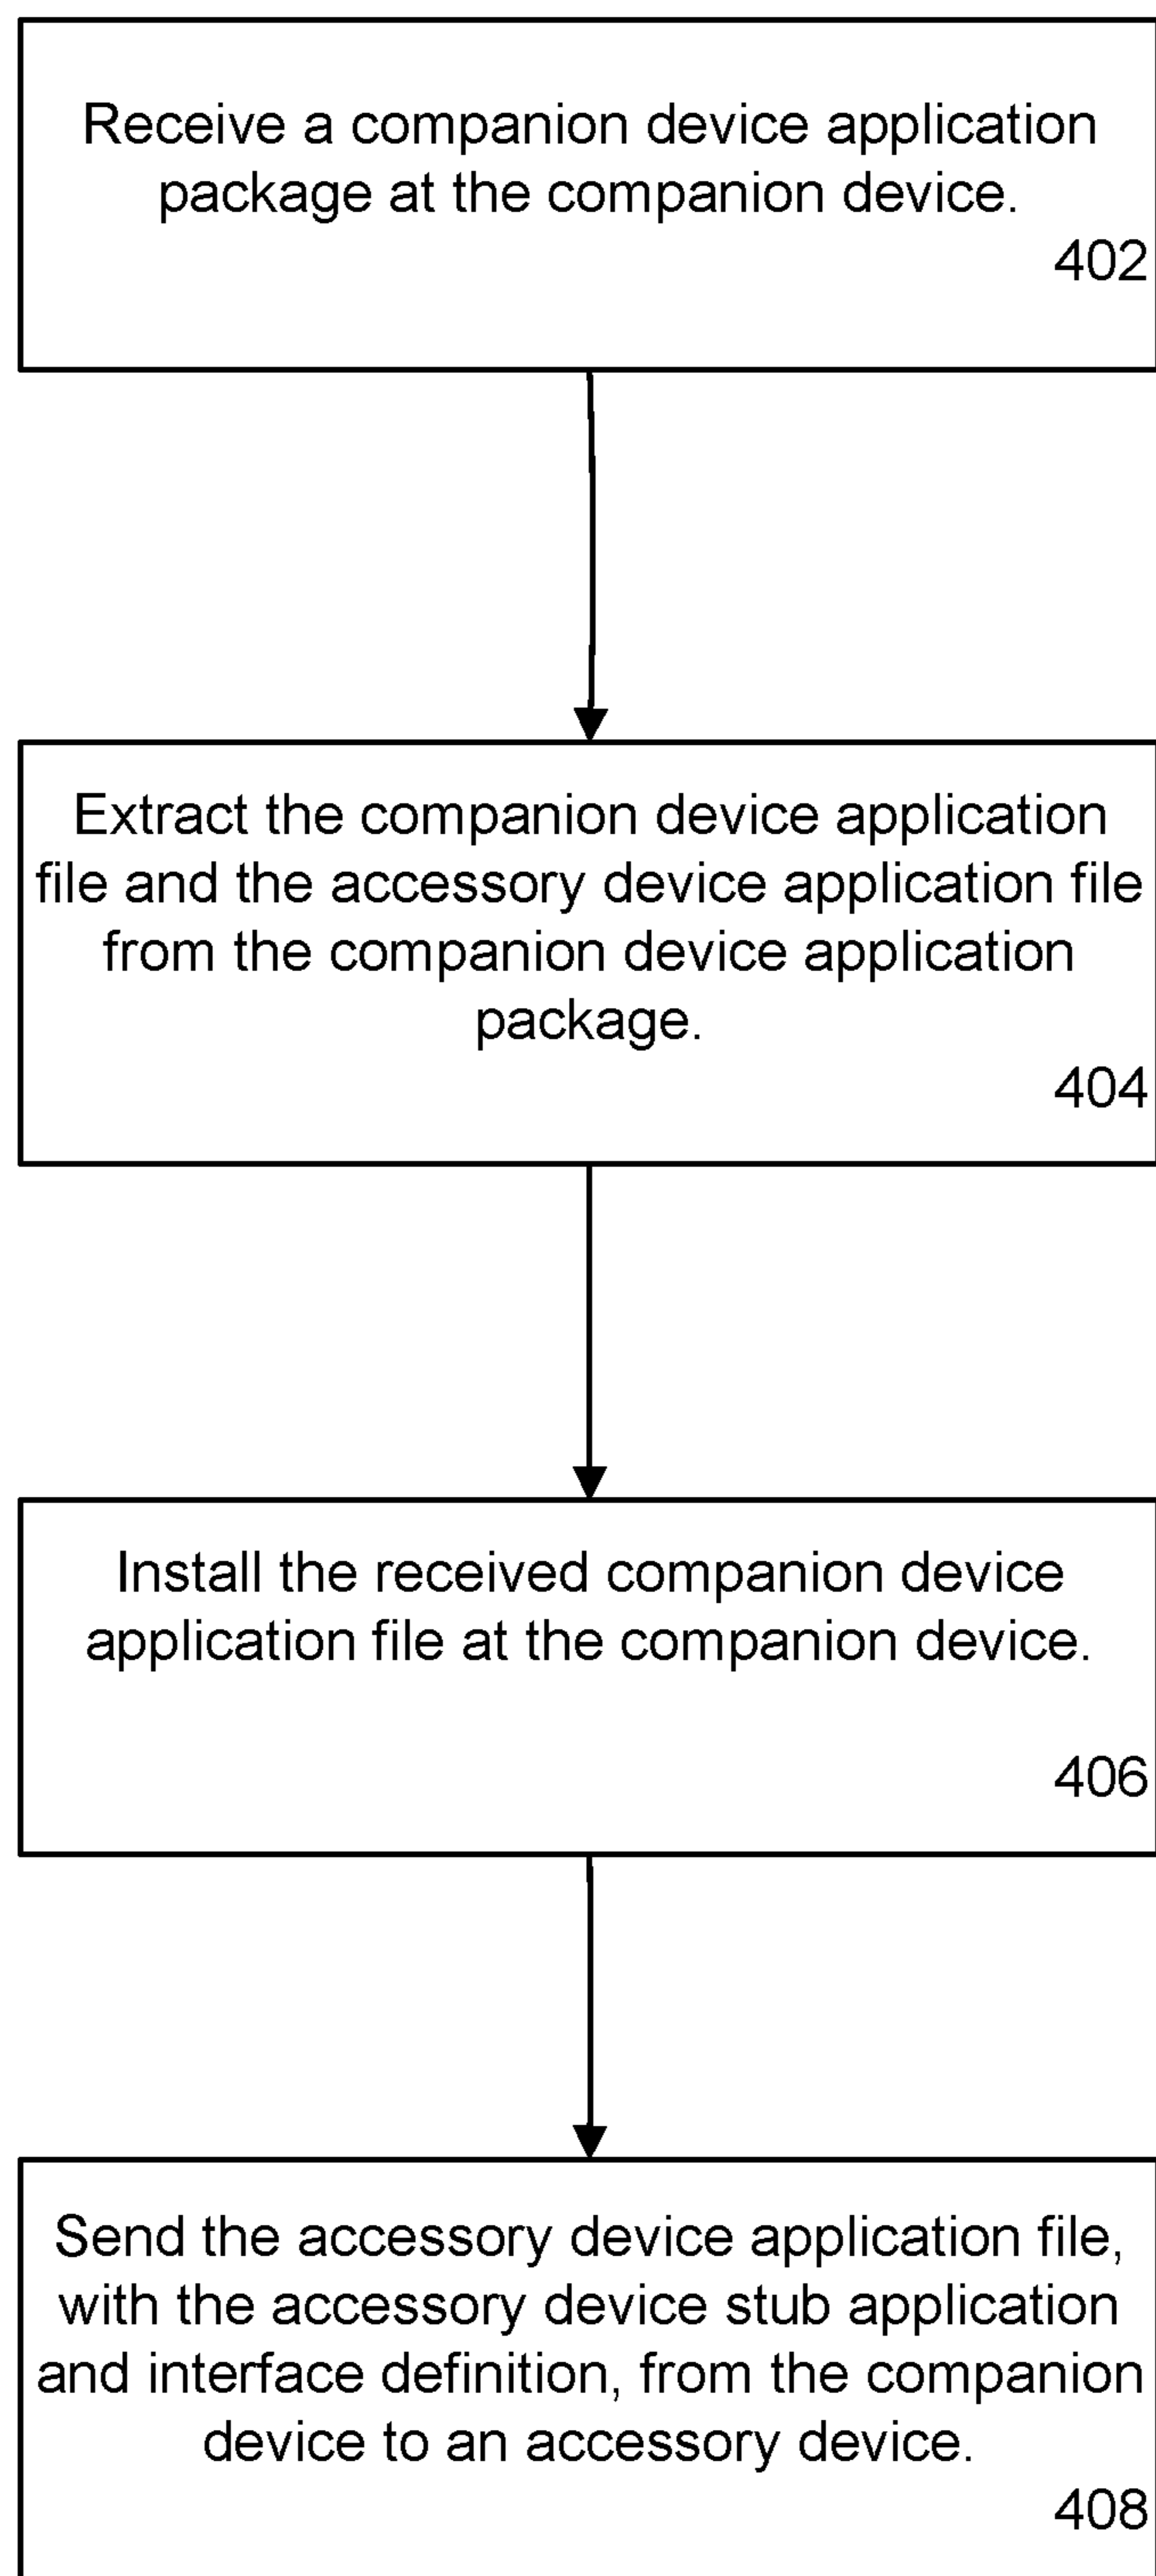 Receive a companion device application
package at the companion device.
402
Extract the companion device application
file and the accessory device application file
from the companion device application
package.
404
Install the received companion device
application file at the companion device.
406
Send the accessory device application file,
with the accessory device stub application
and interface definition, from the companion
device to an accessory device.
408